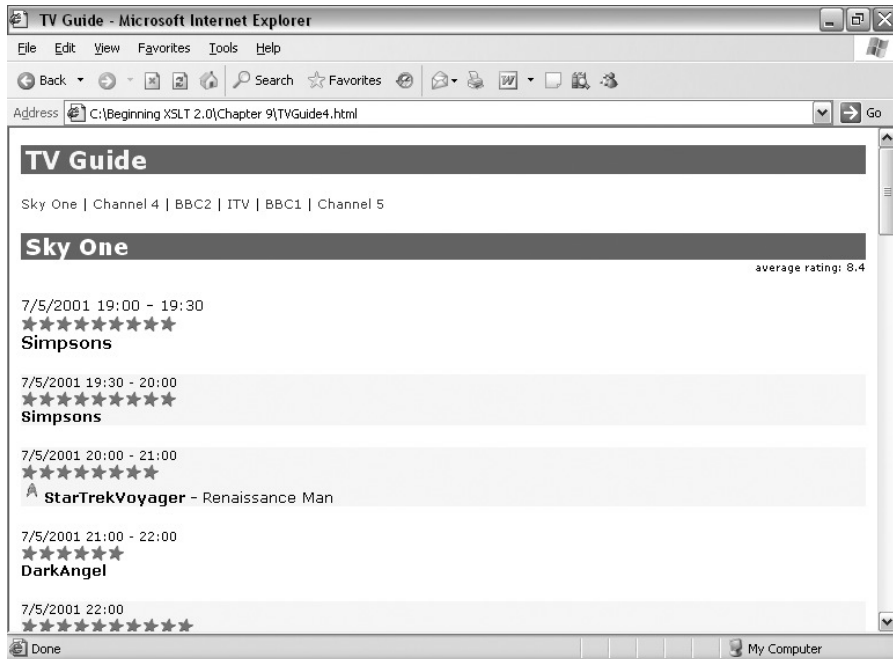 TV Guide - Microsoft Internet Explorer
File Edit View Favorites Tools Help
Back Search Favorites
Address C:\Beginning XSLT 2.0\Chapter 9\TVGuide4.html Go
TV Guide
Sky One | Channel 4 | BBC2 | ITV | BBC1 | Channel 5
Sky One
average rating: 8.4
7/5/2001 19:00 - 19:30
Simpsons
7/5/2001 19:30 - 20:00
Simpsons
7/5/2001 20:00 - 21:00
StarTrekVoyager - Renaissance Man
7/5/2001 21:00 - 22:00
DarkAngel
7/5/2001 22:00
Done My Computer